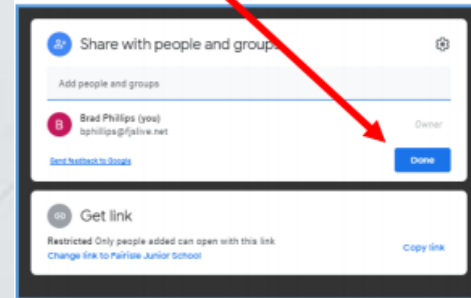 Share with people and groups
Add people and groups
B
Brad Phillips (you)
bphillips@fjslive.net
Owner
Send feedback to Google
Done
Get link
Restricted Only people added can open with this link
Change link to Fairisle Junior School
Copy link